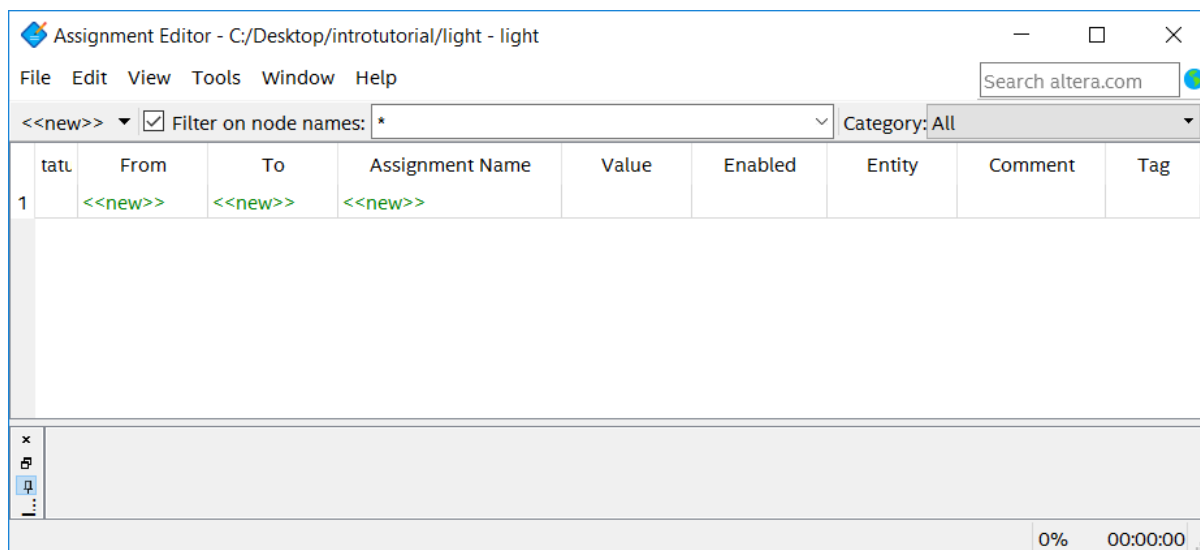 Assignment Editor - C:/Desktop/introtutorial/light - light
File Edit View Tools Window Help
Search altera.com
<<new>> Filter on node names: * Category: All
tatu From To Assignment Name Value Enabled Entity Comment Tag
1 <<new>> <<new>> <<new>>
0% 00:00:00